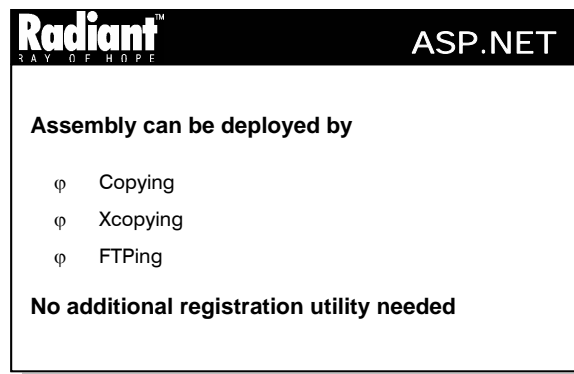 Radiant™
ASP.NET
RAY OF HOPE
Assembly can be deployed by
φ Copying
φ Xcopying
φ FTPing
No additional registration utility needed